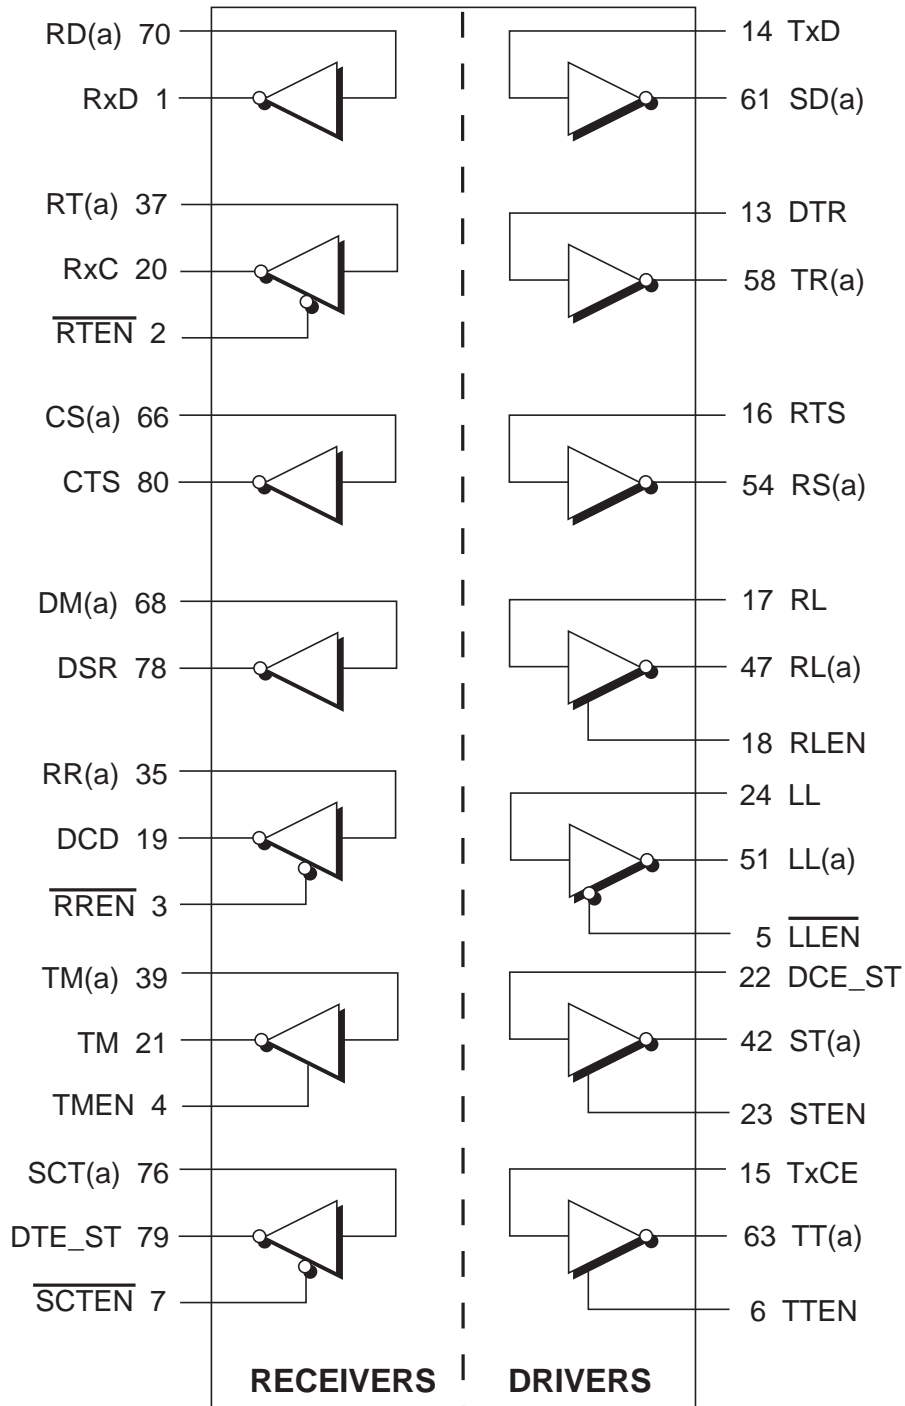 RD(a) 70
RxD 1
RT(a) 37
RxC 20
RTEN 2
CS(a) 66
CTS 80
DM(a) 68
DSR 78
RR(a) 35
DCD 19
RREN 3
TM(a) 39
TM 21
TMEN 4
SCT(a) 76
DTE_ST 79
SCTEN 7
RECEIVERS
14 TxD
61 SD(a)
13 DTR
58 TR(a)
16 RTS
54 RS(a)
17 RL
47 RL(a)
18 RLEN
24 LL
51 LL(a)
5 LLEN
22 DCE_ST
42 ST(a)
23 STEN
15 TxCE
63 TT(a)
6 TTEN
DRIVERS